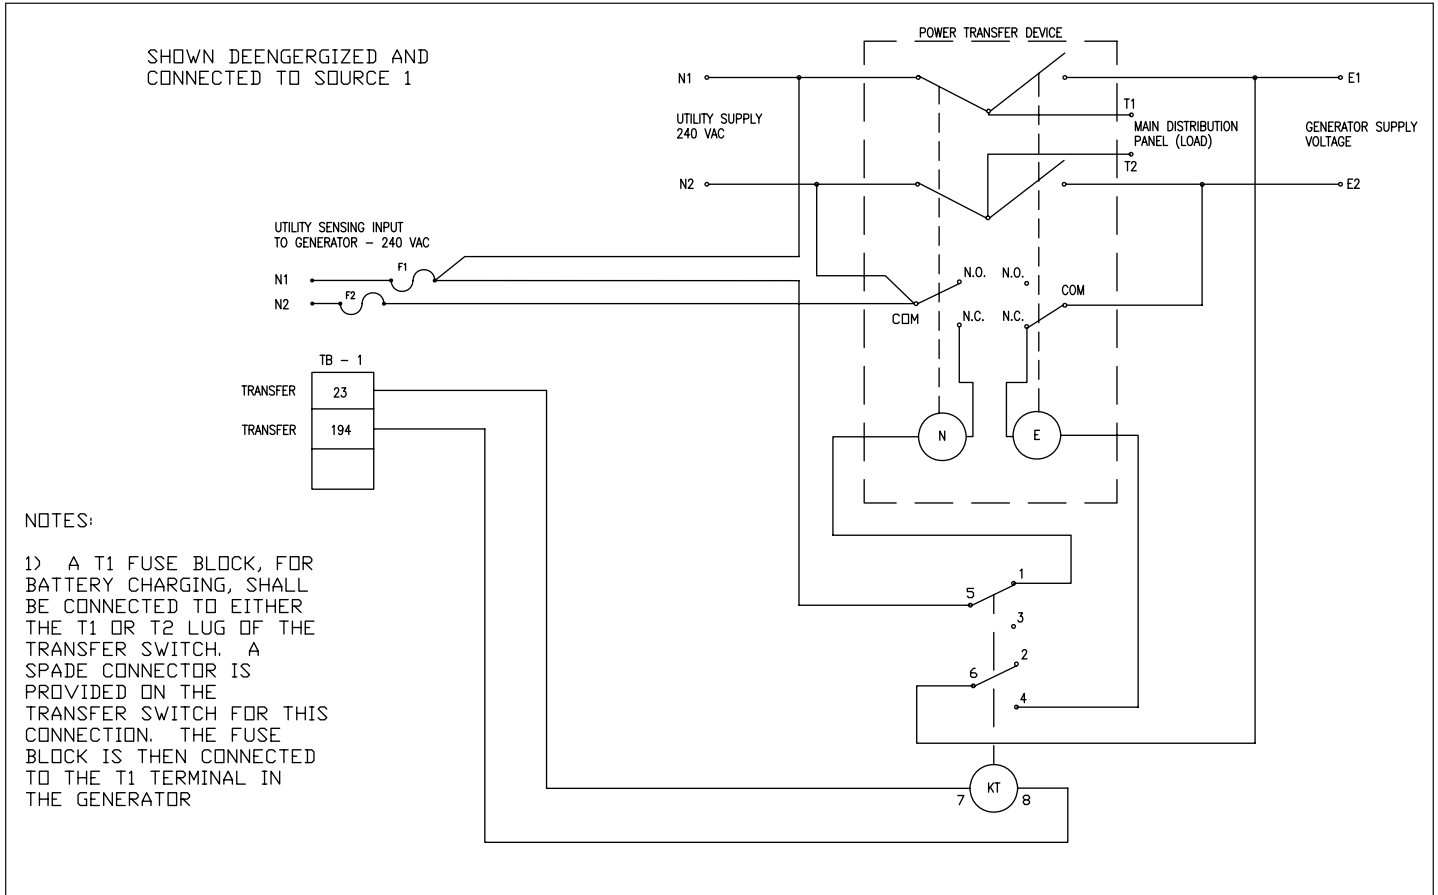 SHOWN DEENGERGIZED AND
CONNECTED TO SOURCE 1
POWER TRANSFER DEVICE
N1
E1
T1
UTILITY SUPPLY
240 VAC
MAIN DISTRIBUTION
PANEL (LOAD)
GENERATOR SUPPLY
VOLTAGE
T2
N2
E2
UTILITY SENSING INPUT
TO GENERATOR - 240 VAC
F1
N1
F2
N2
N.O.
N.O.
COM
COM
N.C.
N.C.
TB - 1
TRANSFER
23
TRANSFER
194
N
E
NOTES:
1) A T1 FUSE BLOCK, FOR
BATTERY CHARGING, SHALL
BE CONNECTED TO EITHER
THE T1 OR T2 LUG OF THE
TRANSFER SWITCH. A
SPADE CONNECTOR IS
PROVIDED ON THE
TRANSFER SWITCH FOR THIS
CONNECTION. THE FUSE
BLOCK IS THEN CONNECTED
TO THE T1 TERMINAL IN
THE GENERATOR
1
5
3
2
6
4
KT
7
8